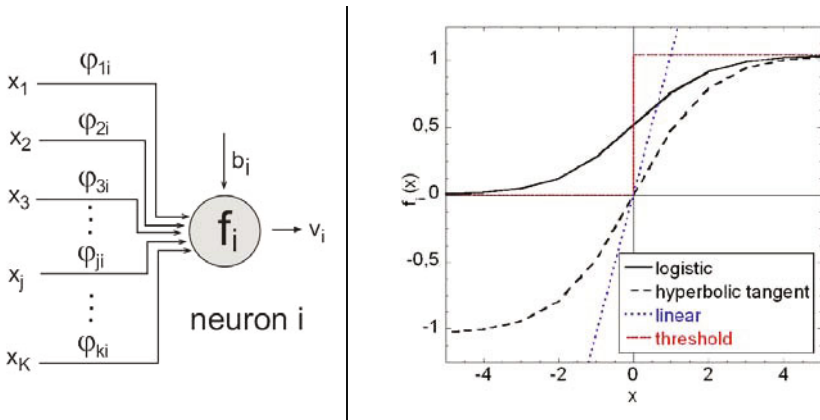 φ1i
x1
φ2i
x2
bi
φ3i
x3
fi
vi
φji
xj
neuron i
φki
xK
fi(x)
1
0.5
0
-0.5
-1
logistic
hyperbolic tangent
linear
threshold
-4 -2 0 2 4
x